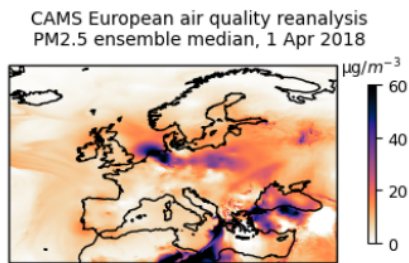 CAMS European air quality reanalysis
PM2.5 ensemble median, 1 Apr 2018
μg/m⁻³
60
40
20
0